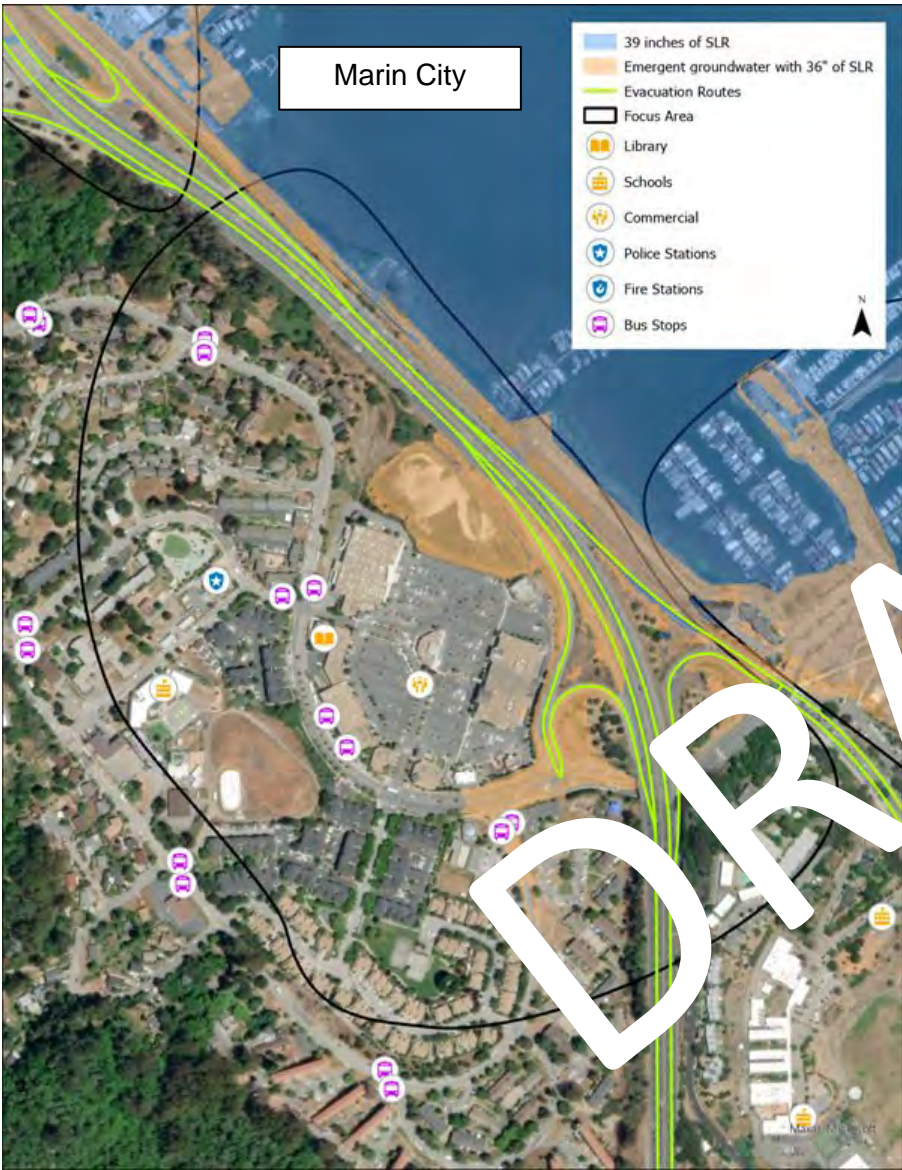 Marin City
39 inches of SLR
Emergent groundwater with 36" of SLR
Evacuation Routes
Focus Area
Library
Schools
Commercial
Police Stations
Fire Stations
Bus Stops
N
DRA